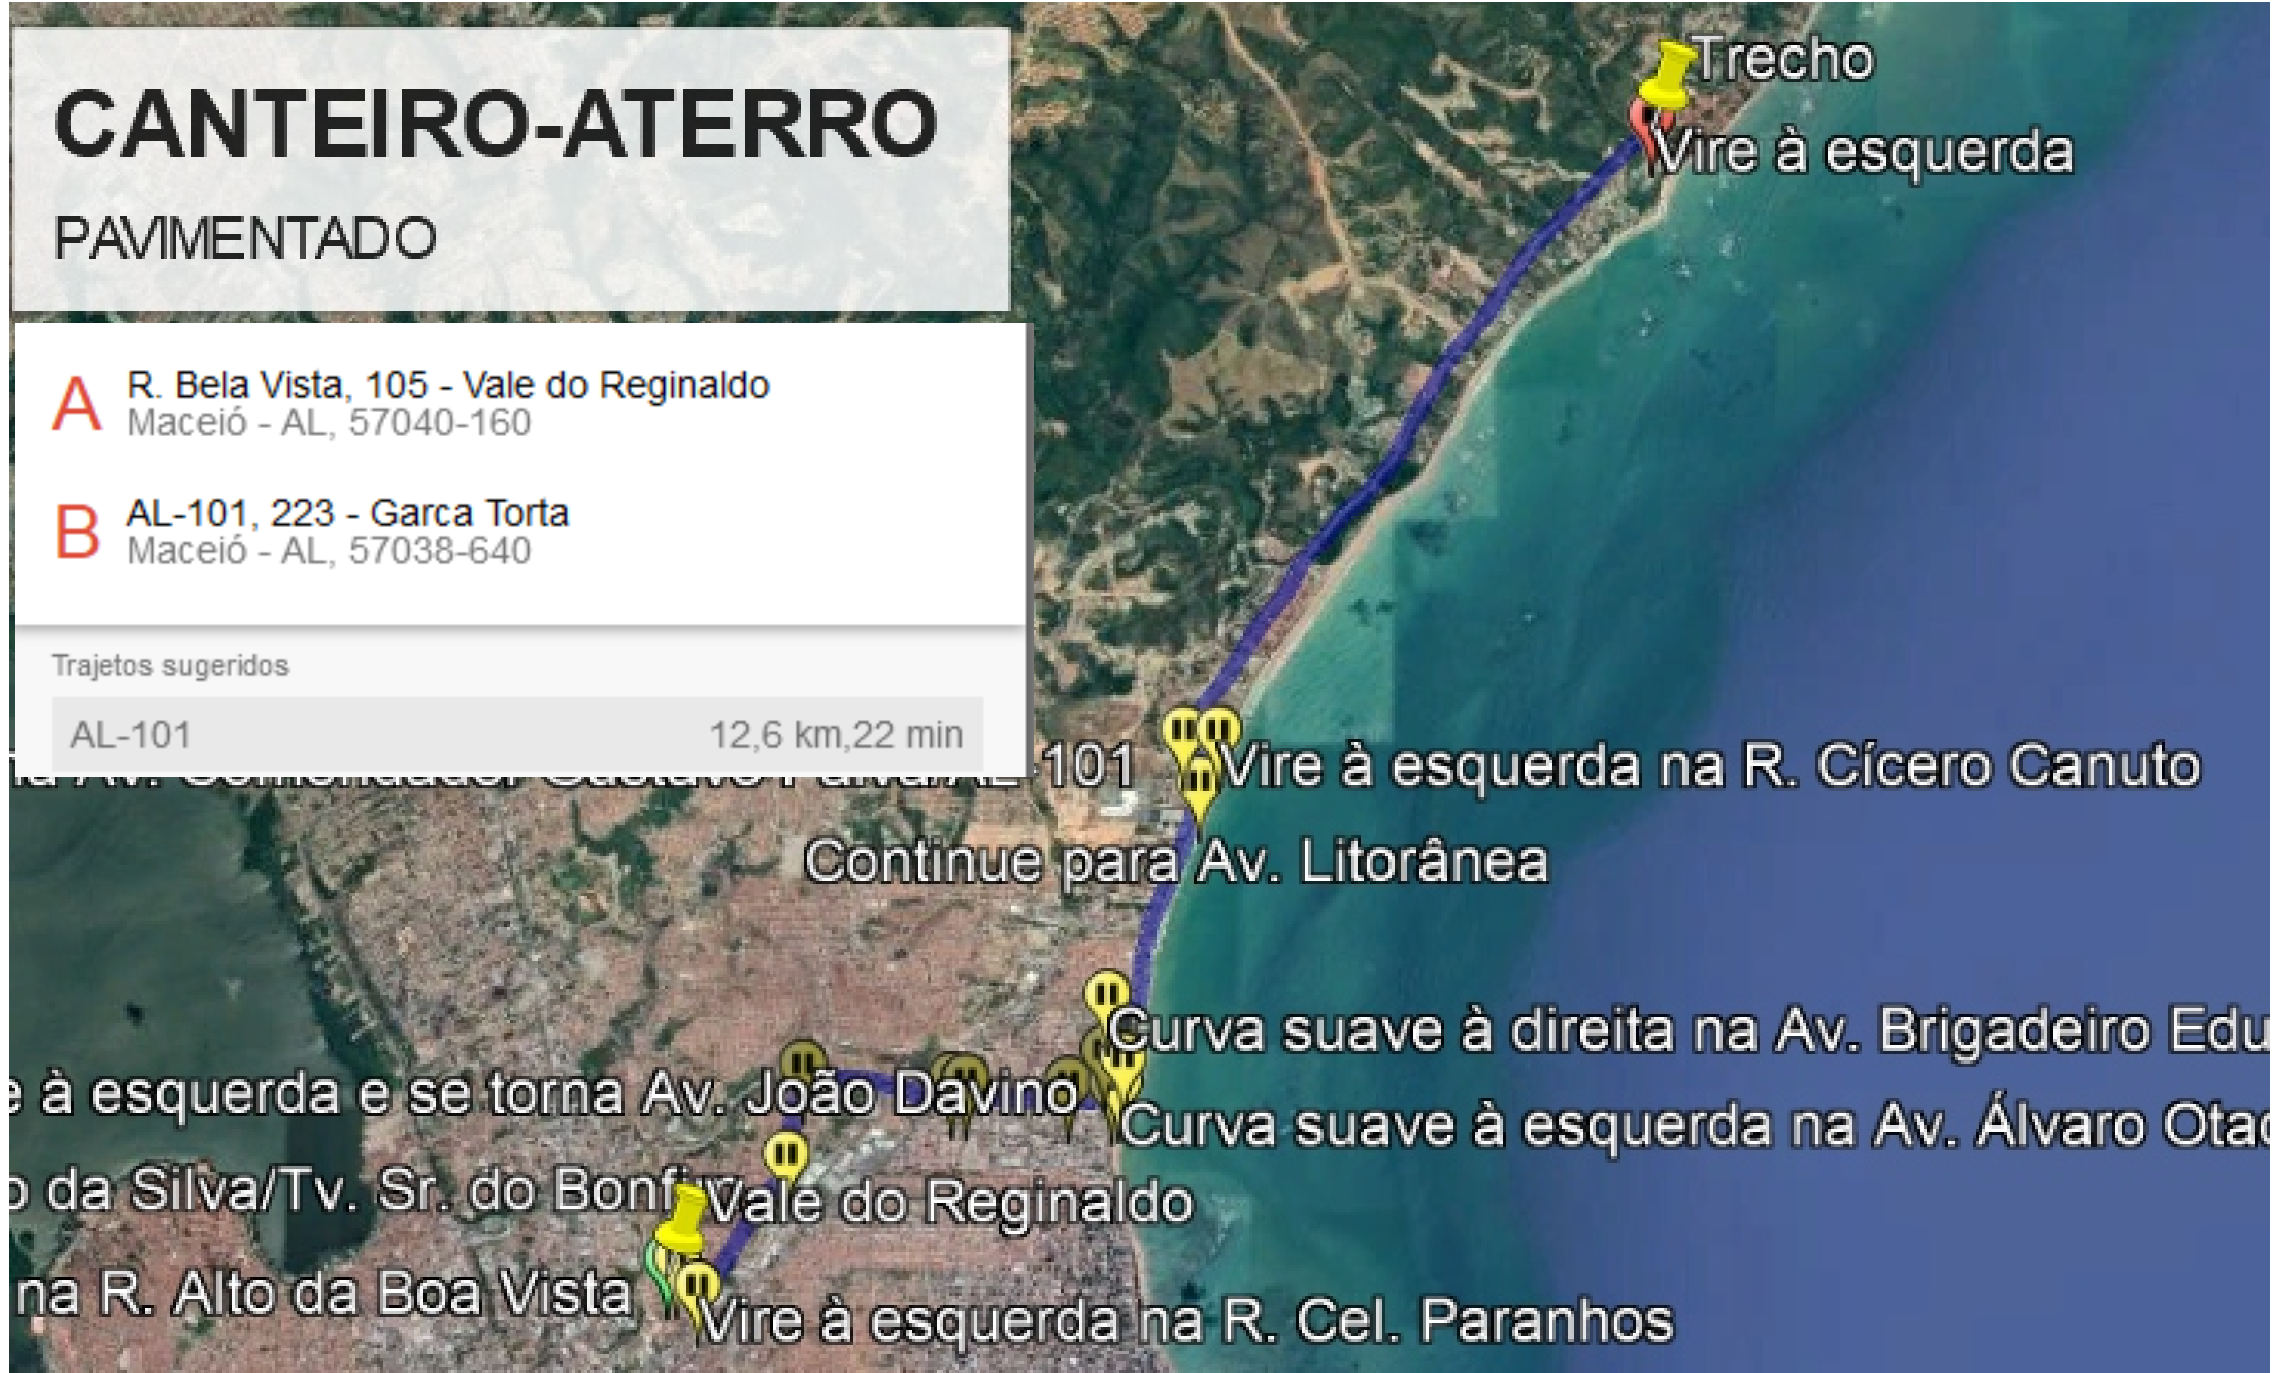 CANTEIRO-ATERRO
PAVIMENTADO
A R. Bela Vista, 105 - Vale do Reginaldo
Maceió - AL, 57040-160
B AL-101, 223 - Garca Torta
Maceió - AL, 57038-640
Trajetos sugeridos
AL-101 12,6 km,22 min
Trecho
Vire à esquerda
101
Vire à esquerda na R. Cícero Canuto
Continue para Av. Litorânea
Curva suave à direita na Av. Brigadeiro Edu
à esquerda e se torna Av. João Davino
Curva suave à esquerda na Av. Álvaro Otac
da Silva/Tv. Sr. do Bonfi
Vale do Reginaldo
na R. Alto da Boa Vista
Vire à esquerda na R. Cel. Paranhos